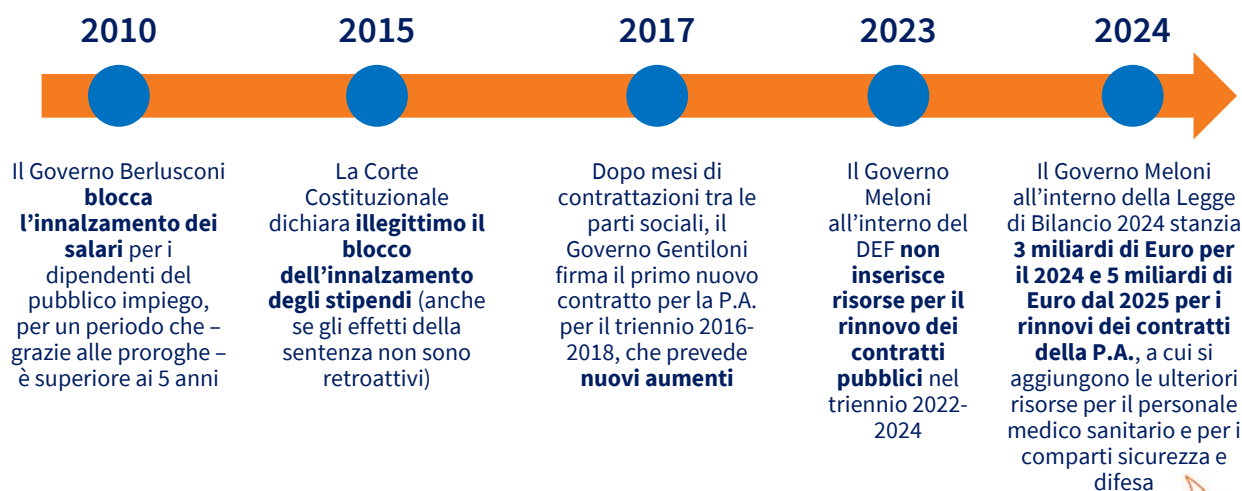 2010
2015
2017
2023
2024
Il Governo Berlusconi
blocca
l’innalzamento dei
salari per i
dipendenti del
pubblico impiego,
per un periodo che –
grazie alle proroghe –
è superiore ai 5 anni
La Corte
Costituzionale
dichiara illegittimo il
blocco
dell’innalzamento
degli stipendi (anche
se gli effetti della
sentenza non sono
retroattivi)
Dopo mesi di
contrattazioni tra le
parti sociali, il
Governo Gentiloni
firma il primo nuovo
contratto per la P.A.
per il triennio 2016-
2018, che prevede
nuovi aumenti
Il Governo
Meloni
all’interno del
DEF non
inserisce
risorse per il
rinnovo dei
contratti
pubblici nel
triennio 2022-
2024
Il Governo Meloni
all’interno della Legge
di Bilancio 2024 stanzia
3 miliardi di Euro per
il 2024 e 5 miliardi di
Euro dal 2025 per i
rinnovi dei contratti
della P.A., a cui si
aggiungono le ulteriori
risorse per il personale
medico sanitario e per i
comparti sicurezza e
difesa